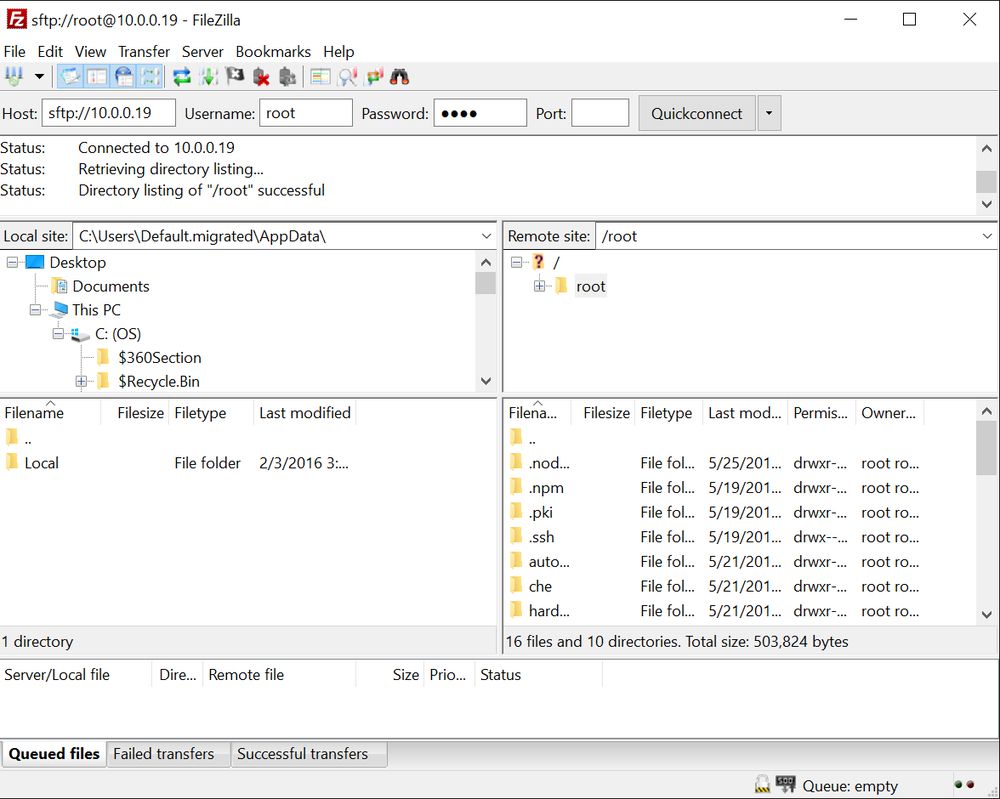 sftp://root@10.0.0.19 - FileZilla
File Edit View Transfer Server Bookmarks Help
Host: sftp://10.0.0.19 Username: root Password: ●●●● Port: Quickconnect
Status: Connected to 10.0.0.19
Status: Retrieving directory listing...
Status: Directory listing of "/root" successful
Local site: C:\Users\Default.migrated\AppData\
Desktop
Documents
This PC
C: (OS)
$360Section
$Recycle.Bin
Remote site: /root
/
root
Filename Filesize Filetype Last modified
..
Local File folder 2/3/2016 3:...
1 directory
Filena... Filesize Filetype Last mod... Permis... Owner...
..
.nod... File fol... 5/25/201... drwxr-... root ro...
.npm File fol... 5/19/201... drwxr-... root ro...
.pki File fol... 5/19/201... drwxr-... root ro...
.ssh File fol... 5/19/201... drwx--... root ro...
auto... File fol... 5/21/201... drwxr-... root ro...
che File fol... 5/21/201... drwxr-... root ro...
hard... File fol... 5/21/201... drwxr-... root ro...
16 files and 10 directories. Total size: 503,824 bytes
Server/Local file Dire... Remote file Size Prio... Status
Queued files Failed transfers Successful transfers
Queue: empty